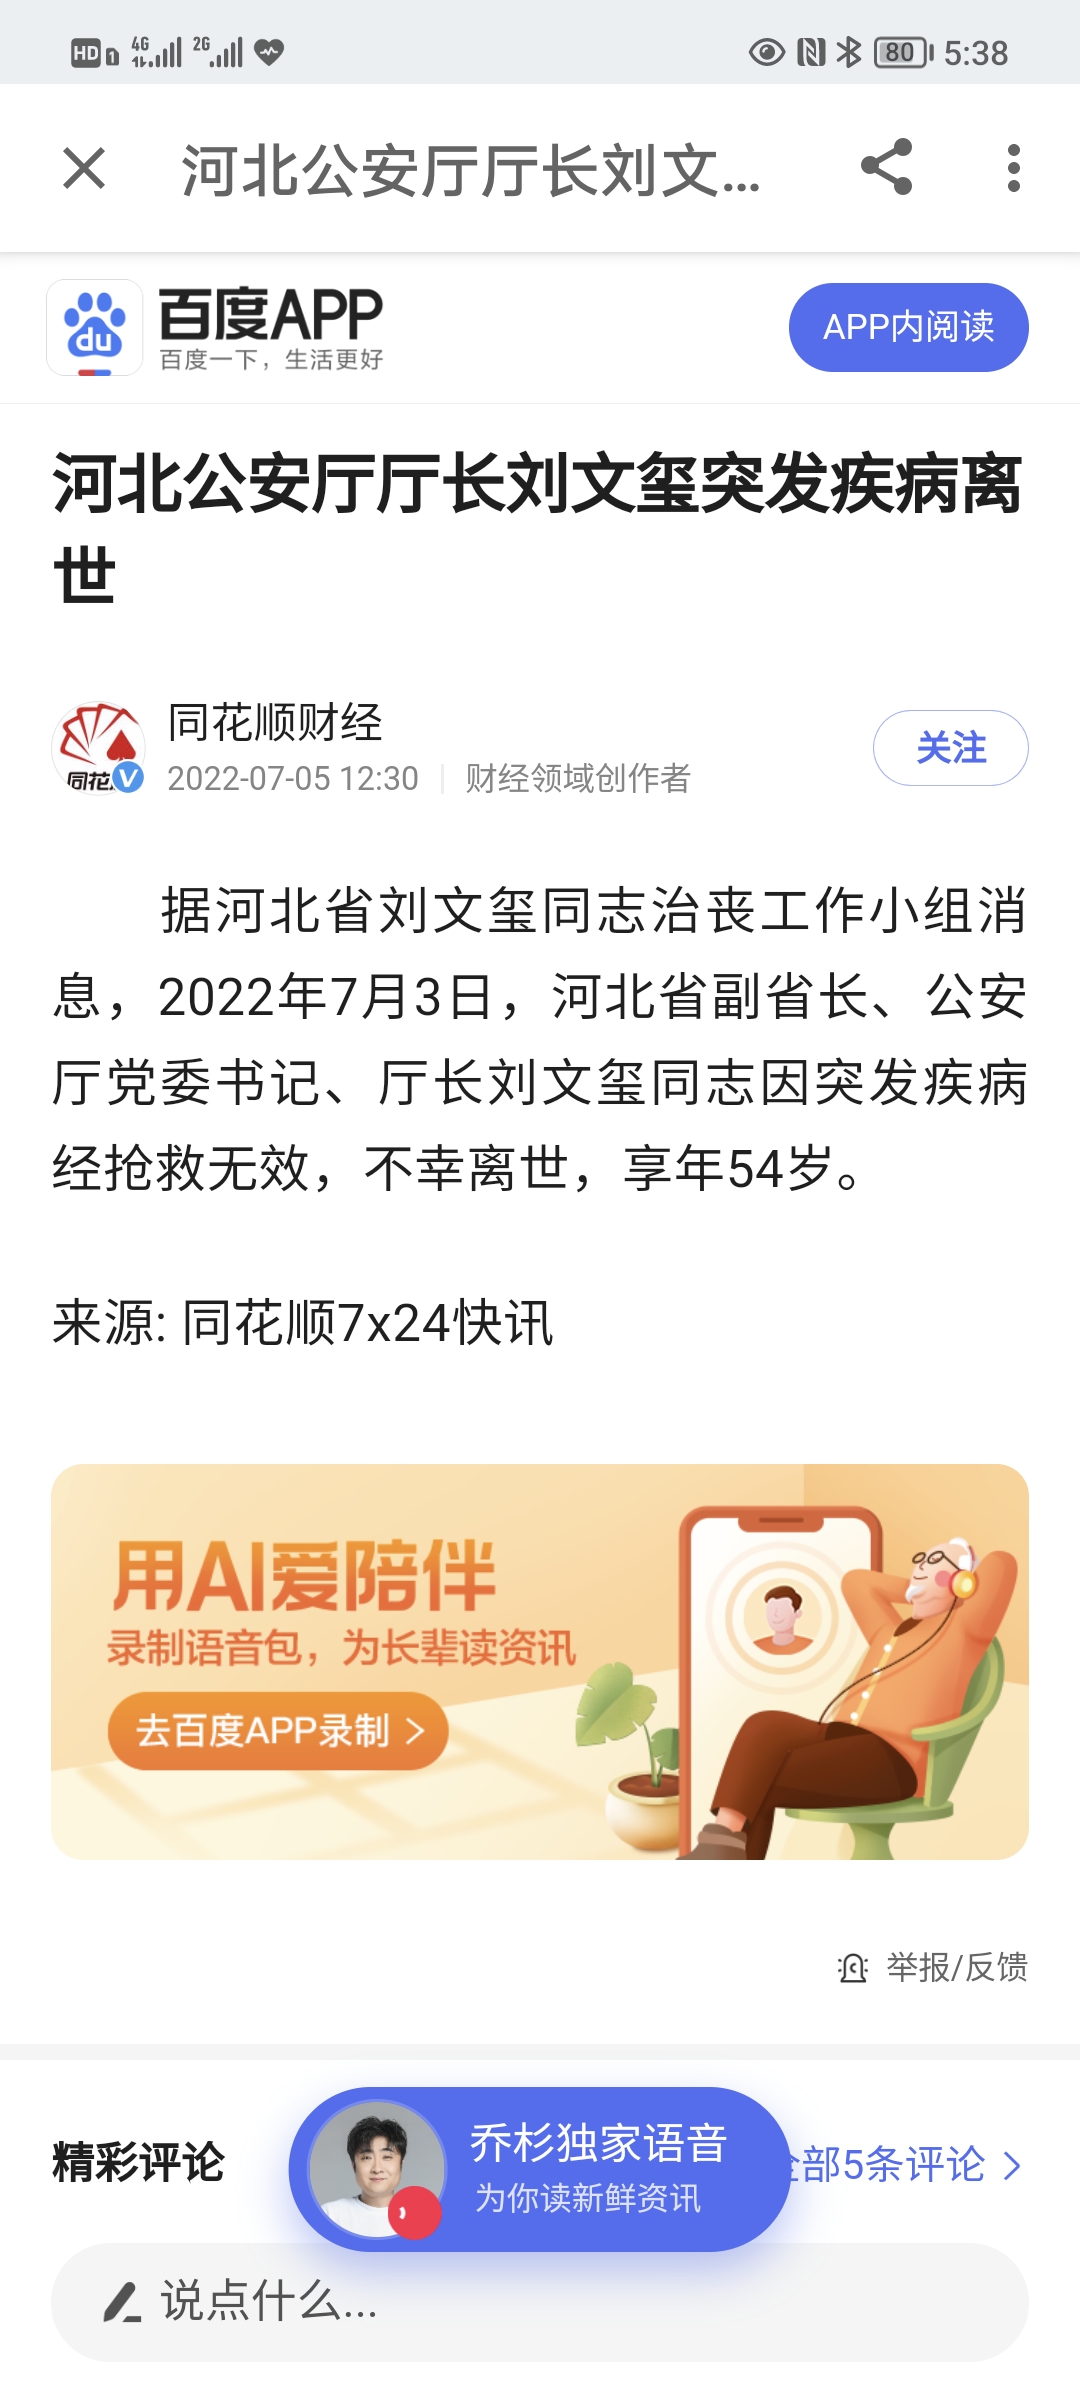 HD 1 4G 2G 80 5:38
河北公安厅厅长刘文...
du
百度APP
百度一下，生活更好
APP内阅读
河北公安厅厅长刘文玺突发疾病离
世
同花顺财经
2022-07-05 12:30 财经领域创作者
同花
V
关注
据河北省刘文玺同志治丧工作小组消
息，2022年7月3日，河北省副省长、公安
厅党委书记、厅长刘文玺同志因突发疾病
经抢救无效，不幸离世，享年54岁。
来源: 同花顺7x24快讯
用AI爱陪伴
录制语音包，为长辈读资讯
去百度APP录制 >
举报/反馈
精彩评论
乔杉独家语音
为你读新鲜资讯
全部5条评论 >
说点什么...